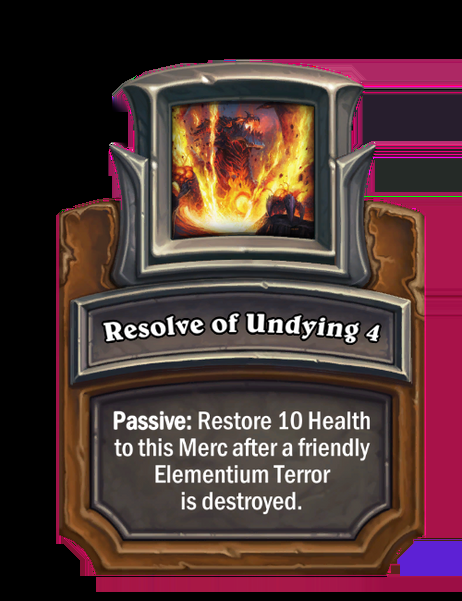 Resolve of Undying 4
Passive: Restore 10 Health
to this Merc after a friendly
Elementium Terror
is destroyed.